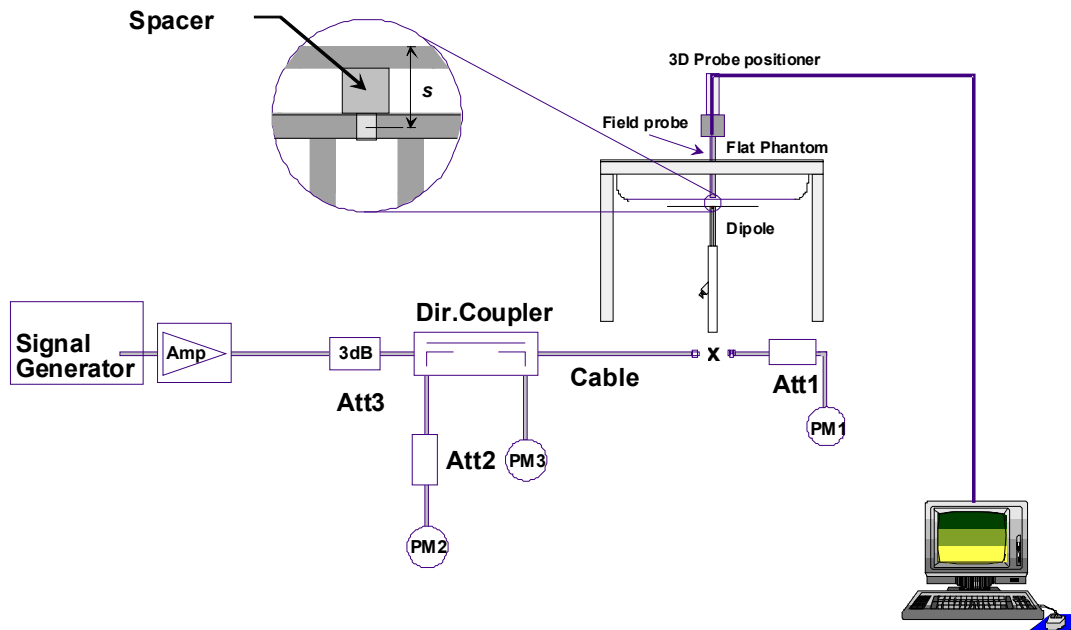 Spacer
s
3D Probe positioner
Field probe
Flat Phantom
Dipole
Dir.Coupler
Signal
Generator
Amp
3dB
x
Cable
Att1
Att3
PM1
Att2
PM3
PM2